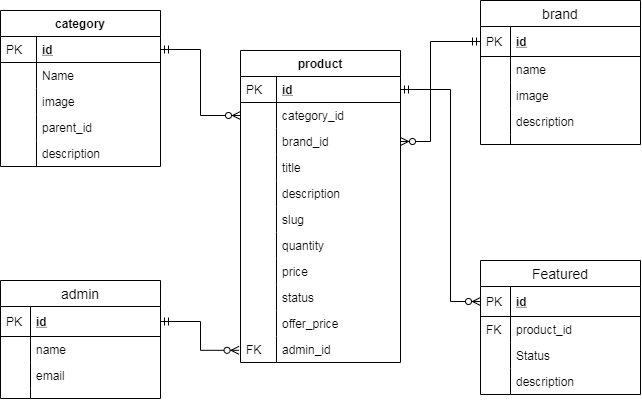 category
PK id
Name
image
parent_id
description
product
PK id
category_id
brand_id
title
description
slug
quantity
price
status
offer_price
FK admin_id
brand
PK id
name
image
description
admin
PK id
name
email
Featured
PK id
FK product_id
Status
description